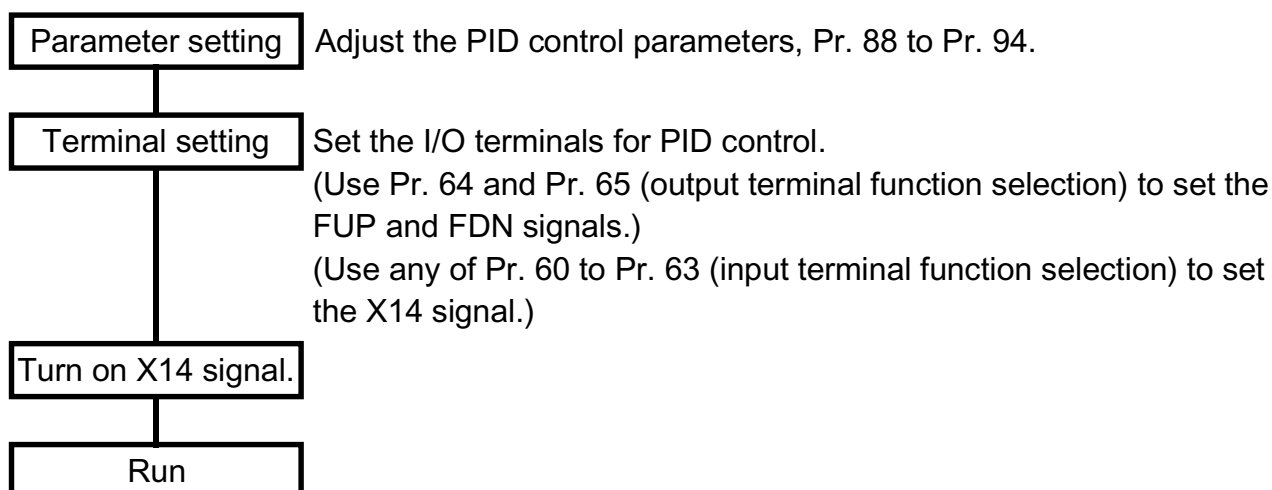 Parameter setting Adjust the PID control parameters, Pr. 88 to Pr. 94.
Terminal setting Set the I/O terminals for PID control.
(Use Pr. 64 and Pr. 65 (output terminal function selection) to set the
FUP and FDN signals.)
(Use any of Pr. 60 to Pr. 63 (input terminal function selection) to set
the X14 signal.)
Turn on X14 signal.
Run